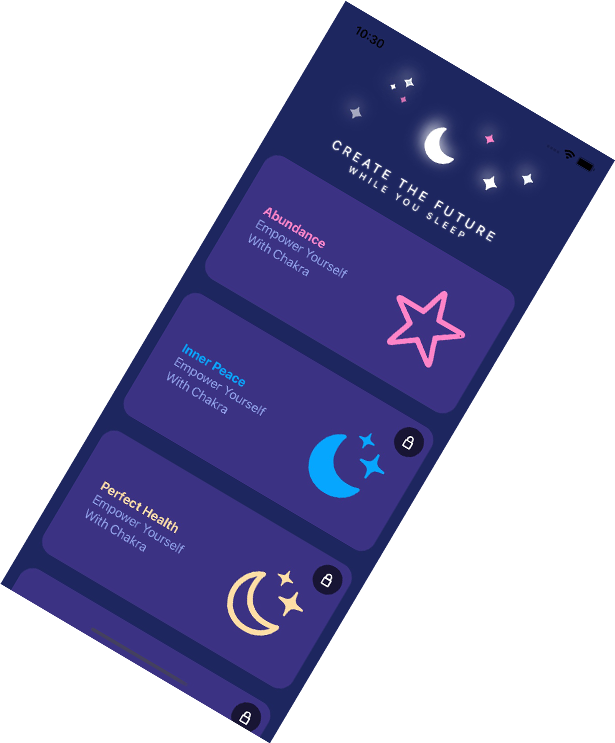 10:30
CREATE THE FUTURE
WHILE YOU SLEEP
Abundance
Empower Yourself
With Chakra
Inner Peace
Empower Yourself
With Chakra
Perfect Health
Empower Yourself
With Chakra